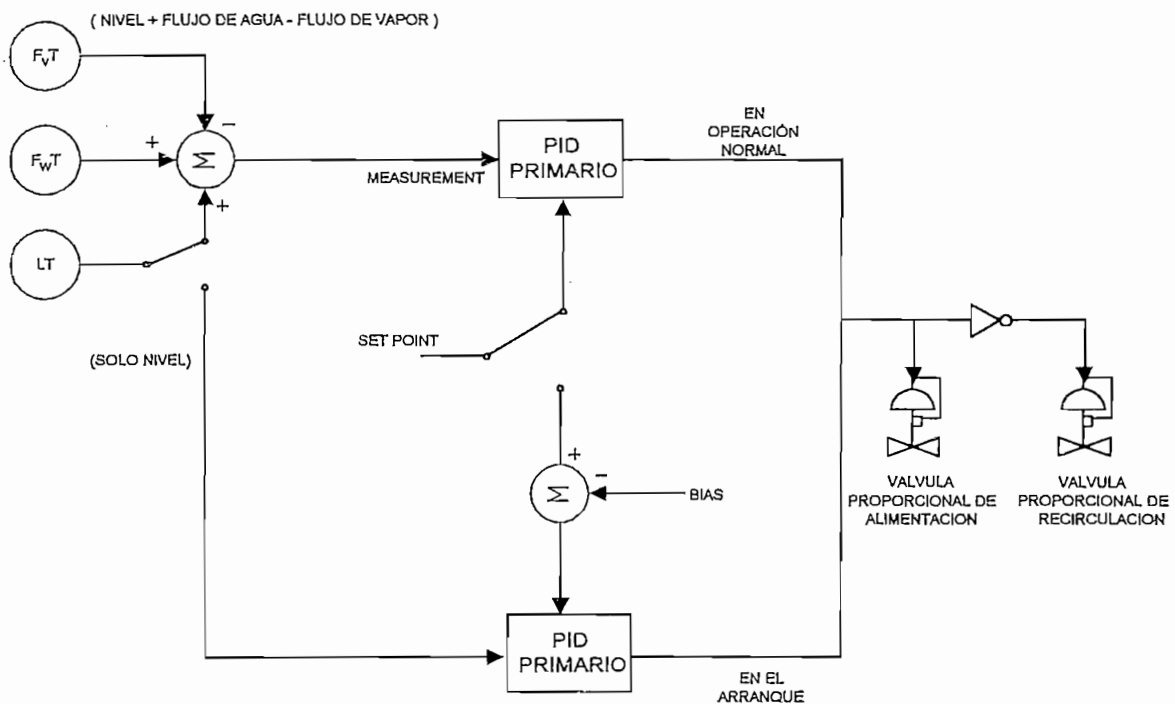 ( NIVEL + FLUJO DE AGUA - FLUJO DE VAPOR )
FVT
−
+
FWT
Σ
+
LT
MEASUREMENT
PID
PRIMARIO
EN
OPERACIÓN
NORMAL
SET POINT
(SOLO NIVEL)
+
−
Σ
BIAS
VALVULA
PROPORCIONAL DE
ALIMENTACION
VALVULA
PROPORCIONAL DE
RECIRCULACION
PID
PRIMARIO
EN EL
ARRANQUE